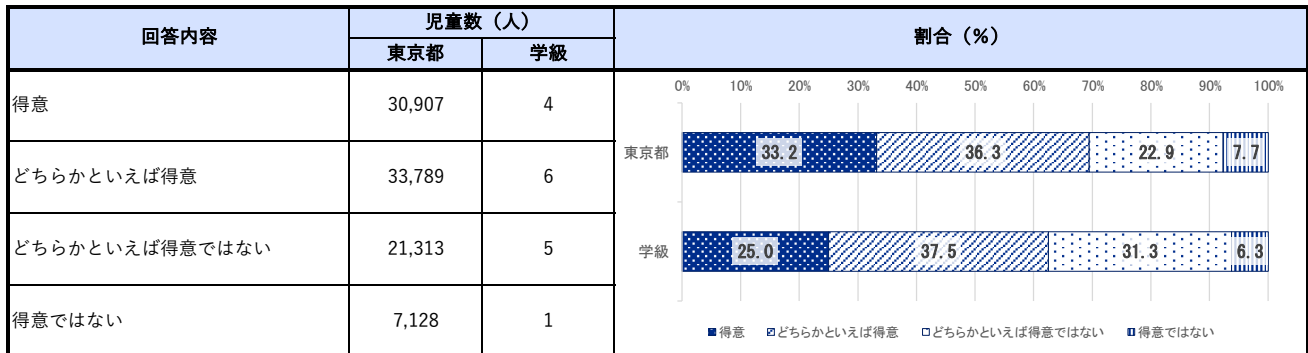 回答内容
児童数（人）
東京都
学級
割合（%）
得意
30,907
4
どちらかといえば得意
33,789
6
どちらかといえば得意ではない
21,313
5
得意ではない
7,128
1
0% 10% 20% 30% 40% 50% 60% 70% 80% 90% 100%
東京都 33.2 36.3 22.9 7.7
学級 25.0 37.5 31.3 6.3
得意 どちらかといえば得意 どちらかといえば得意ではない 得意ではない